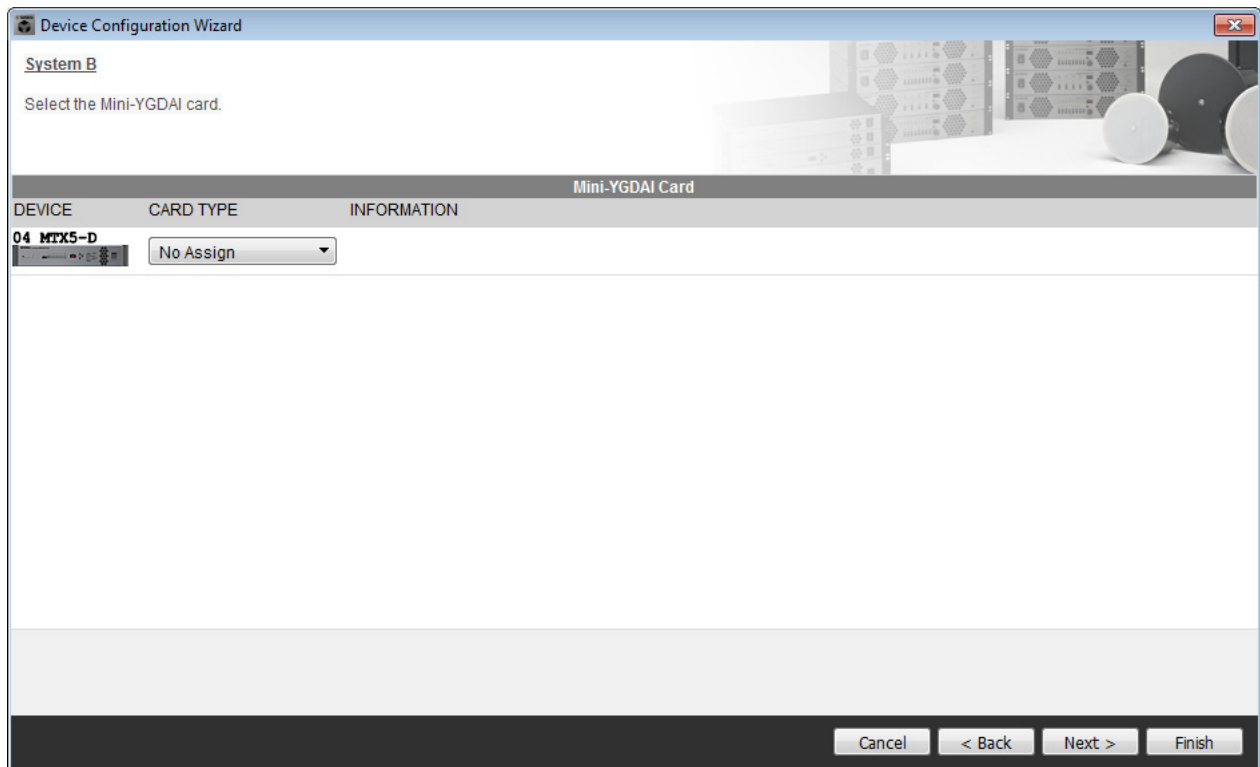 Device Configuration Wizard
System B
Select the Mini-YGDAI card.
Mini-YGDAI Card
DEVICE CARD TYPE INFORMATION
04 MTX5-D
No Assign
Cancel < Back Next > Finish